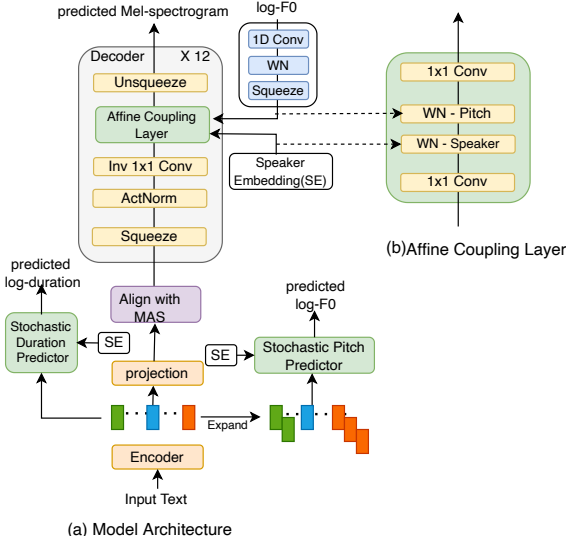 predicted Mel-spectrogram
log-F0
Decoder X 12
1D Conv
WN
Squeeze
Unsqueeze
Affine Coupling
Layer
Inv 1x1 Conv
ActNorm
Squeeze
Speaker
Embedding(SE)
1x1 Conv
WN - Pitch
WN - Speaker
1x1 Conv
(b)Affine Coupling Layer
predicted
log-duration
Align with
MAS
predicted
log-F0
Stochastic
Duration
Predictor
SE
projection
SE
Stochastic Pitch
Predictor
Expand
Encoder
Input Text
(a) Model Architecture